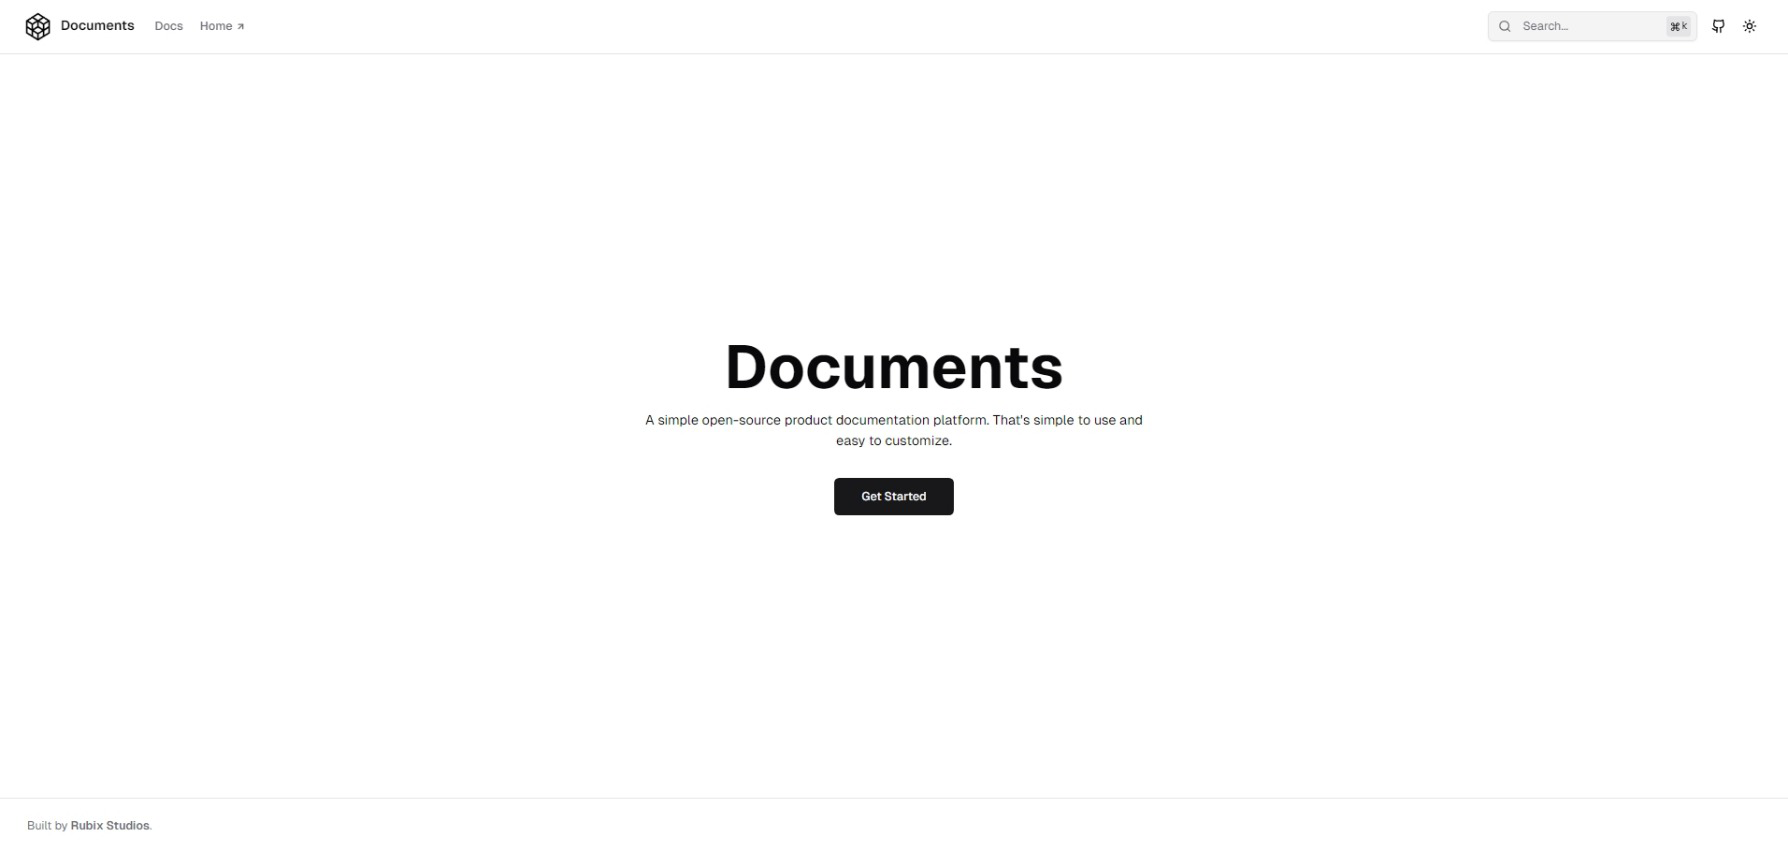 Documents
Docs
Home ↗
Search...
⌘k
Documents
A simple open-source product documentation platform. That's simple to use and
easy to customize.
Get Started
Built by Rubix Studios.